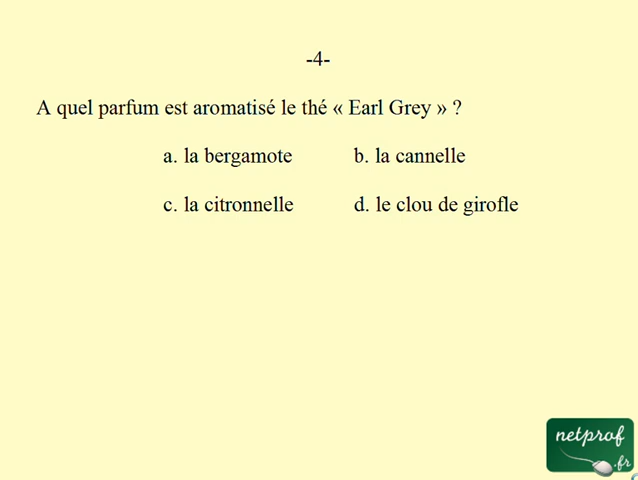 -4-
A quel parfum est aromatisé le thé « Earl Grey » ?
a. la bergamote b. la cannelle
c. la citronnelle d. le clou de girofle
netprof
.fr